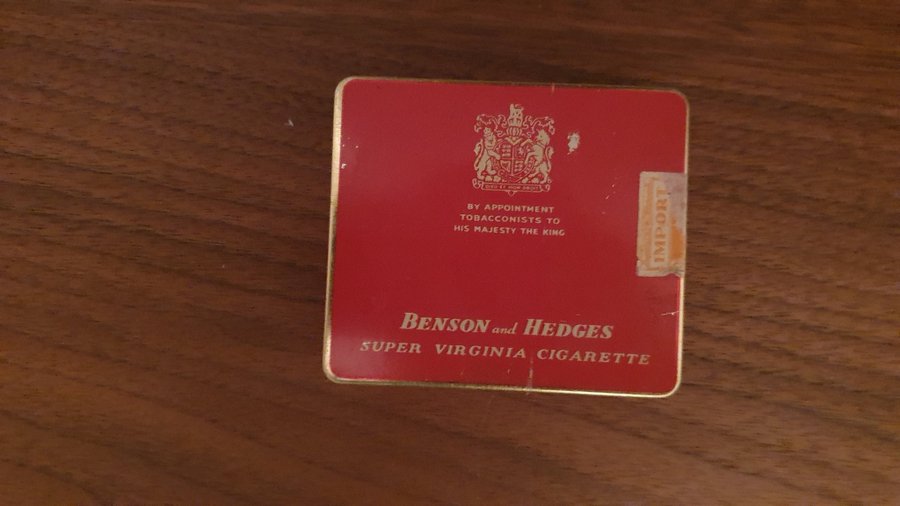 DIEU ET MON DROIT
BY APPOINTMENT
TOBACCONISTS TO
HIS MAJESTY THE KING
IMPORT
BENSON and HEDGES
SUPER VIRGINIA CIGARETTE